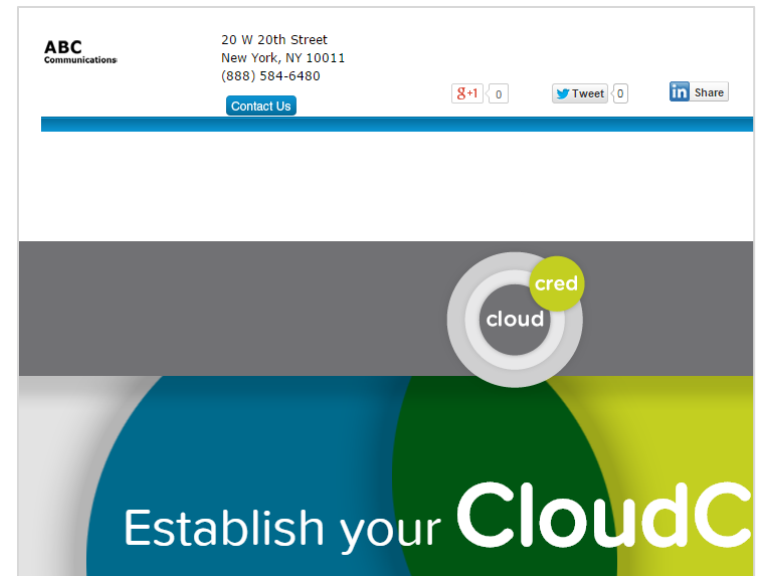 ABC
Communications
20 W 20th Street
New York, NY 10011
(888) 584-6480
Contact Us
g+1 0
Tweet 0
in Share
cred
cloud
Establish your CloudC